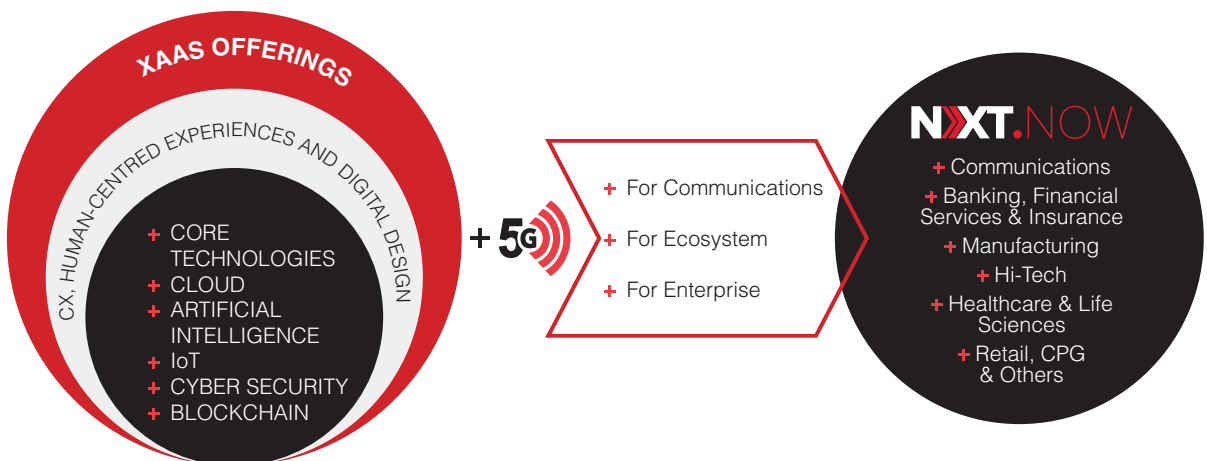 XAAS OFFERINGS
CX, HUMAN-CENTRED EXPERIENCES AND DIGITAL DESIGN
+ CORE
TECHNOLOGIES
+ CLOUD
+ ARTIFICIAL
INTELLIGENCE
+ IoT
+ CYBER SECURITY
+ BLOCKCHAIN
+ 5G
+ For Communications
+ For Ecosystem
+ For Enterprise
NXT.NOW
+ Communications
+ Banking, Financial
Services & Insurance
+ Manufacturing
+ Hi-Tech
+ Healthcare & Life
Sciences
+ Retail, CPG
& Others